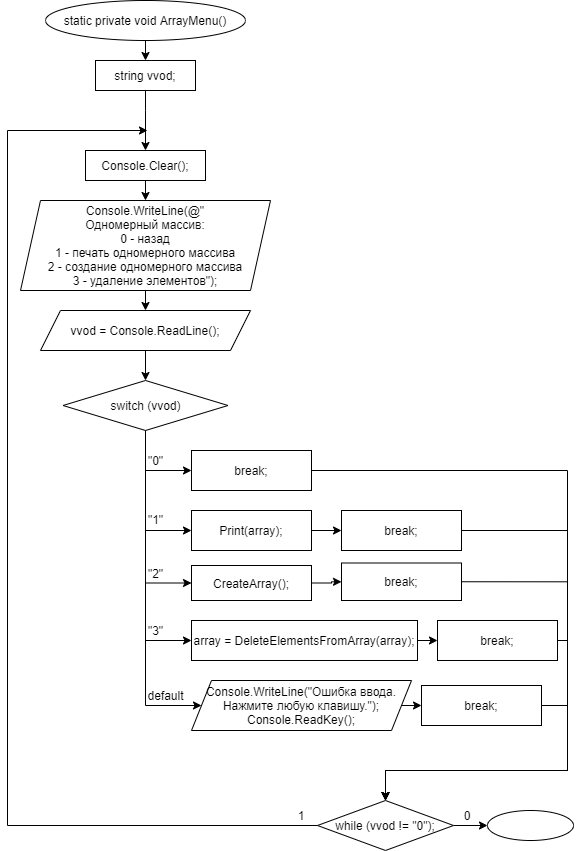 static private void ArrayMenu()
string vvod;
Console.Clear();
Console.WriteLine(@"
Одномерный массив:
0 - назад
1 - печать одномерного массива
2 - создание одномерного массива
3 - удаление элементов");
vvod = Console.ReadLine();
switch (vvod)
"0"
break;
"1"
Print(array);
break;
"2"
CreateArray();
break;
"3"
array = DeleteElementsFromArray(array);
break;
default
Console.WriteLine("Ошибка ввода.
Нажмите любую клавишу.");
Console.ReadKey();
break;
1
while (vvod != "0");
0